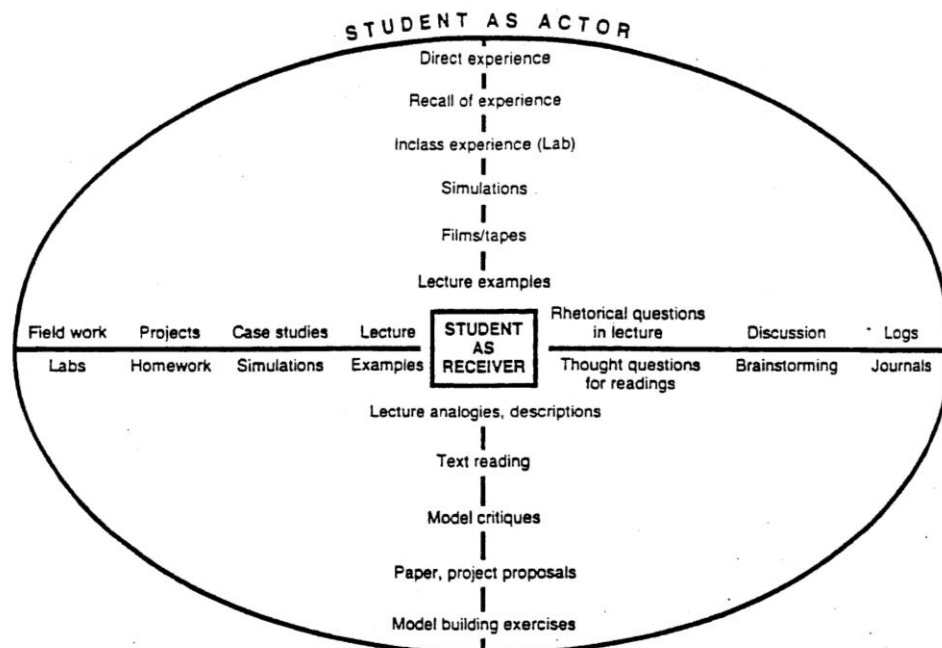 STUDENT AS ACTOR
Direct experience
Recall of experience
Inclass experience (Lab)
Simulations
Films/tapes
Lecture examples
Field work
Projects
Case studies
Lecture
STUDENT
AS
RECEIVER
Rhetorical questions
in lecture
Discussion
Logs
Labs
Homework
Simulations
Examples
Thought questions
for readings
Brainstorming
Journals
Lecture analogies, descriptions
Text reading
Model critiques
Paper, project proposals
Model building exercises